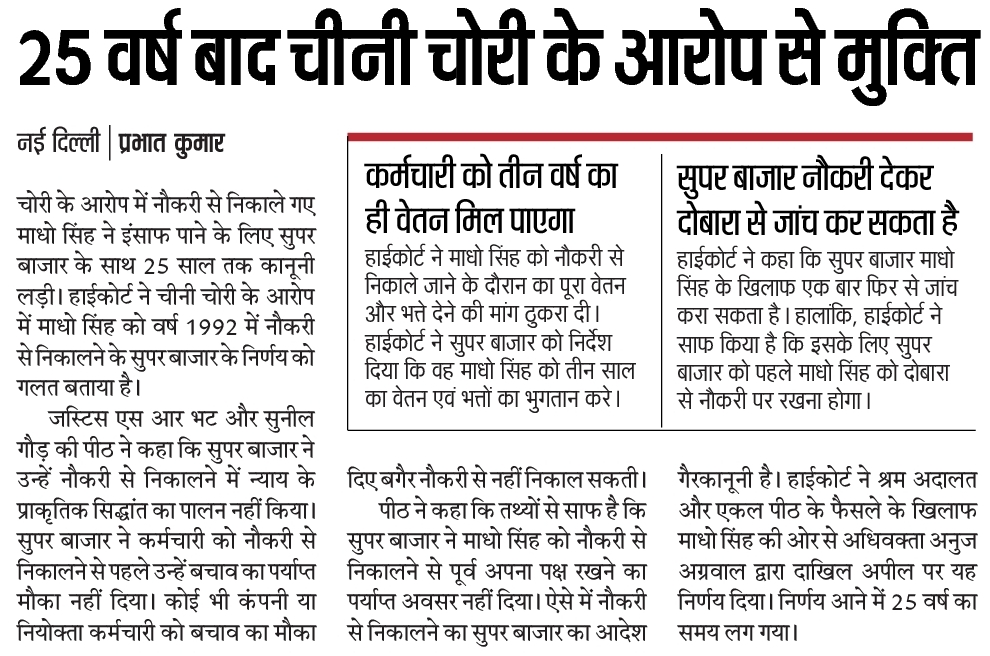 25 वर्ष बाद चीनी चोरी के आरोप से मुक्ति
नई दिल्ली | प्रभात कुमार
चोरी के आरोप में नौकरी से निकाले गए
माधो सिंह ने इंसाफ पाने के लिए सुपर
बाजार के साथ 25 साल तक कानूनी
लड़ी। हाईकोर्ट ने चीनी चोरी के आरोप
में माधो सिंह को वर्ष 1992 में नौकरी
से निकालने के सुपर बाजार के निर्णय को
गलत बताया है।
जस्टिस एस आर भट और सुनील
गौड़ की पीठ ने कहा कि सुपर बाजार ने
उन्हें नौकरी से निकालने में न्याय के
प्राकृतिक सिद्धांत का पालन नहीं किया।
सुपर बाजार ने कर्मचारी को नौकरी से
निकालने से पहले उन्हें बचाव का पर्याप्त
मौका नहीं दिया। कोई भी कंपनी या
नियोक्ता कर्मचारी को बचाव का मौका
कर्मचारी को तीन वर्ष का
ही वेतन मिल पाएगा
हाईकोर्ट ने माधो सिंह को नौकरी से
निकाले जाने के दौरान का पूरा वेतन
और भत्ते देने की मांग ठुकरा दी।
हाईकोर्ट ने सुपर बाजार को निर्देश
दिया कि वह माधो सिंह को तीन साल
का वेतन एवं भत्तों का भुगतान करे।
सुपर बाजार नौकरी देकर
दोबारा से जांच कर सकता है
हाईकोर्ट ने कहा कि सुपर बाजार माधो
सिंह के खिलाफ एक बार फिर से जांच
करा सकता है। हालांकि, हाईकोर्ट ने
साफ किया है कि इसके लिए सुपर
बाजार को पहले माधो सिंह को दोबारा
से नौकरी पर रखना होगा।
दिए बगैर नौकरी से नहीं निकाल सकती।
पीठ ने कहा कि तथ्यों से साफ है कि
सुपर बाजार ने माधो सिंह को नौकरी से
निकालने से पूर्व अपना पक्ष रखने का
पर्याप्त अवसर नहीं दिया। ऐसे में नौकरी
से निकालने का सुपर बाजार का आदेश
गैरकानूनी है। हाईकोर्ट ने श्रम अदालत
और एकल पीठ के फैसले के खिलाफ
माधो सिंह की ओर से अधिवक्ता अनुज
अग्रवाल द्वारा दाखिल अपील पर यह
निर्णय दिया। निर्णय आने में 25 वर्ष का
समय लग गया।